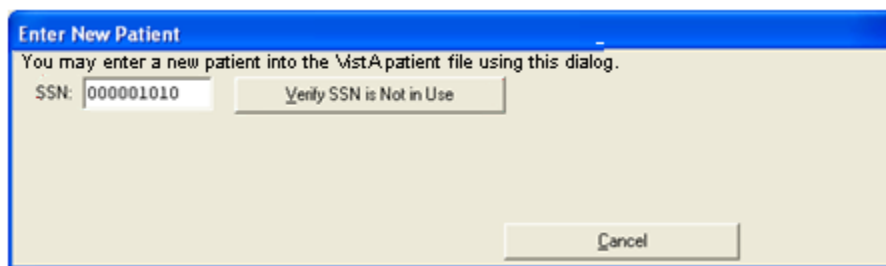 Enter New Patient
You may enter a new patient into the VistA patient file using this dialog.
SSN: 000001010 Verify SSN is Not in Use
Cancel